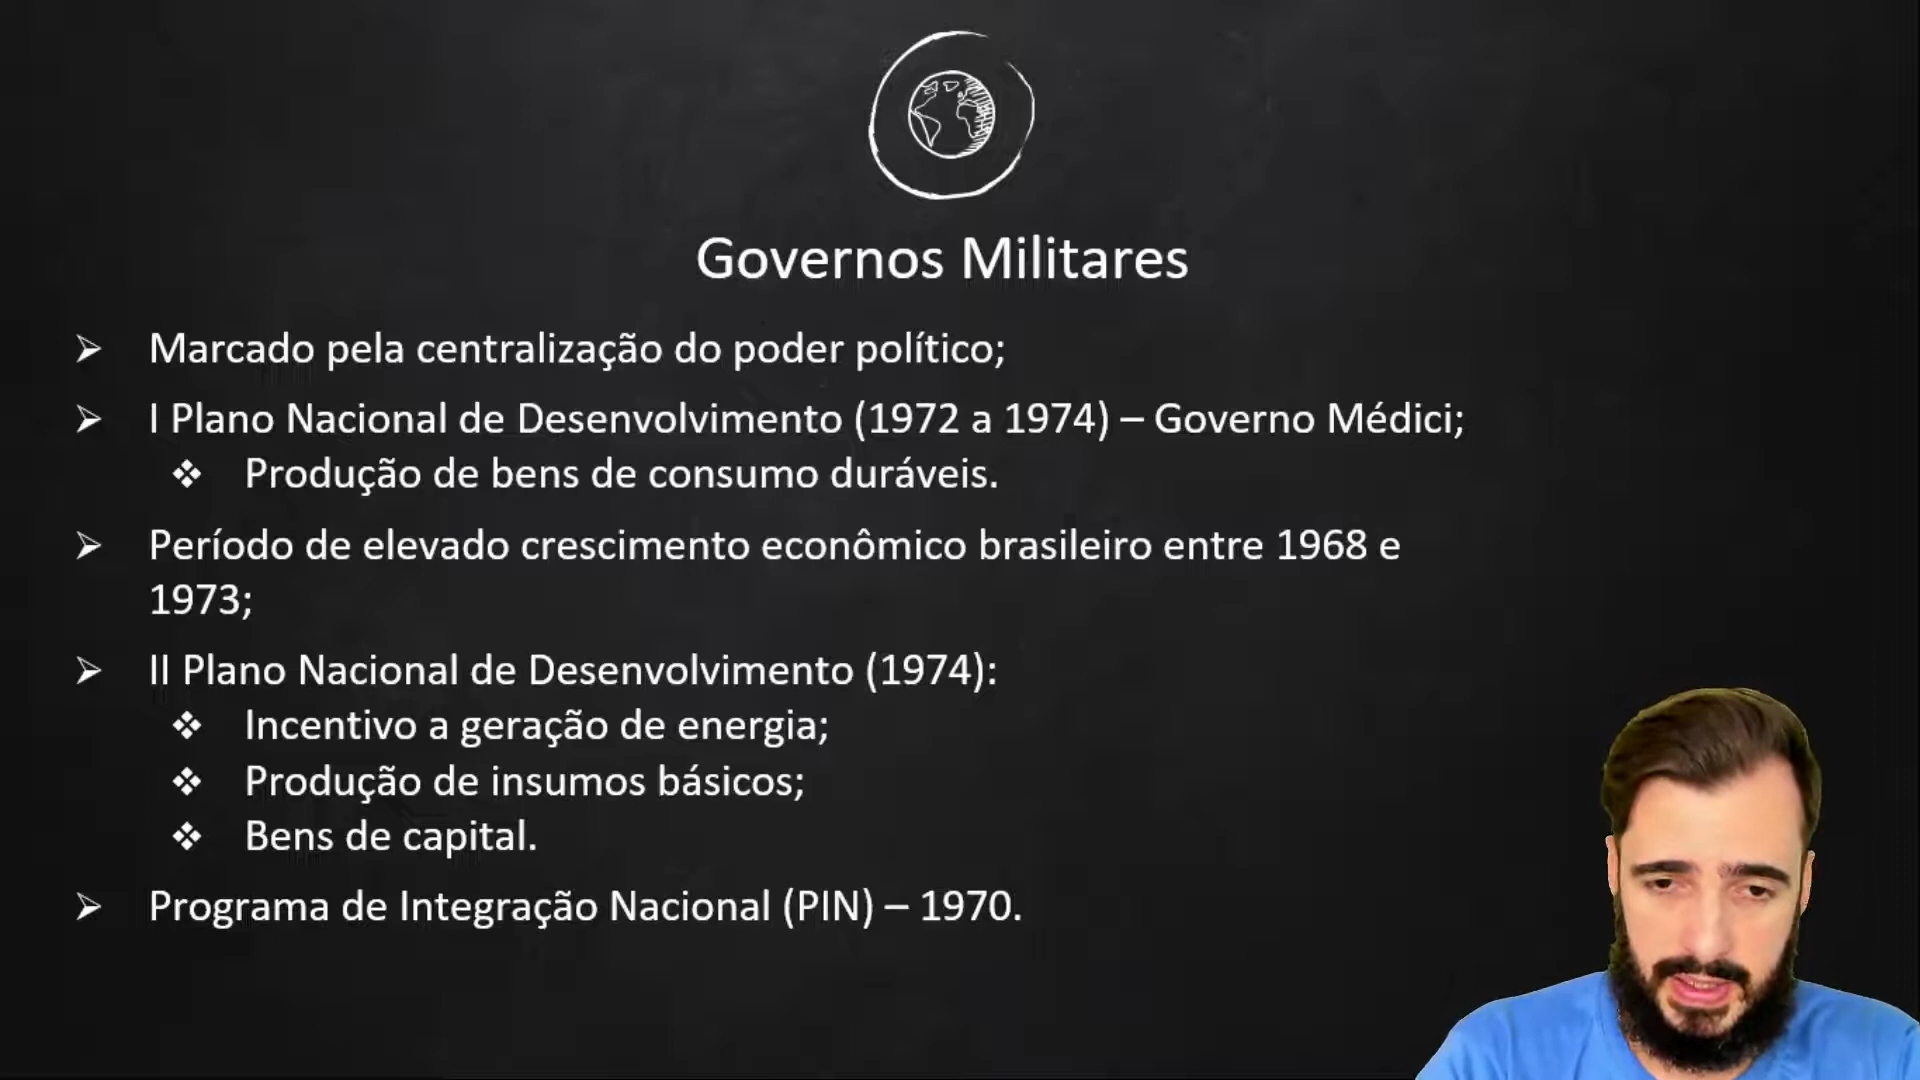 Governos Militares
➢ Marcado pela centralização do poder político;
➢ I Plano Nacional de Desenvolvimento (1972 a 1974) – Governo Médici;
❖ Produção de bens de consumo duráveis.
➢ Período de elevado crescimento econômico brasileiro entre 1968 e
1973;
➢ II Plano Nacional de Desenvolvimento (1974):
❖ Incentivo a geração de energia;
❖ Produção de insumos básicos;
❖ Bens de capital.
➢ Programa de Integração Nacional (PIN) – 1970.